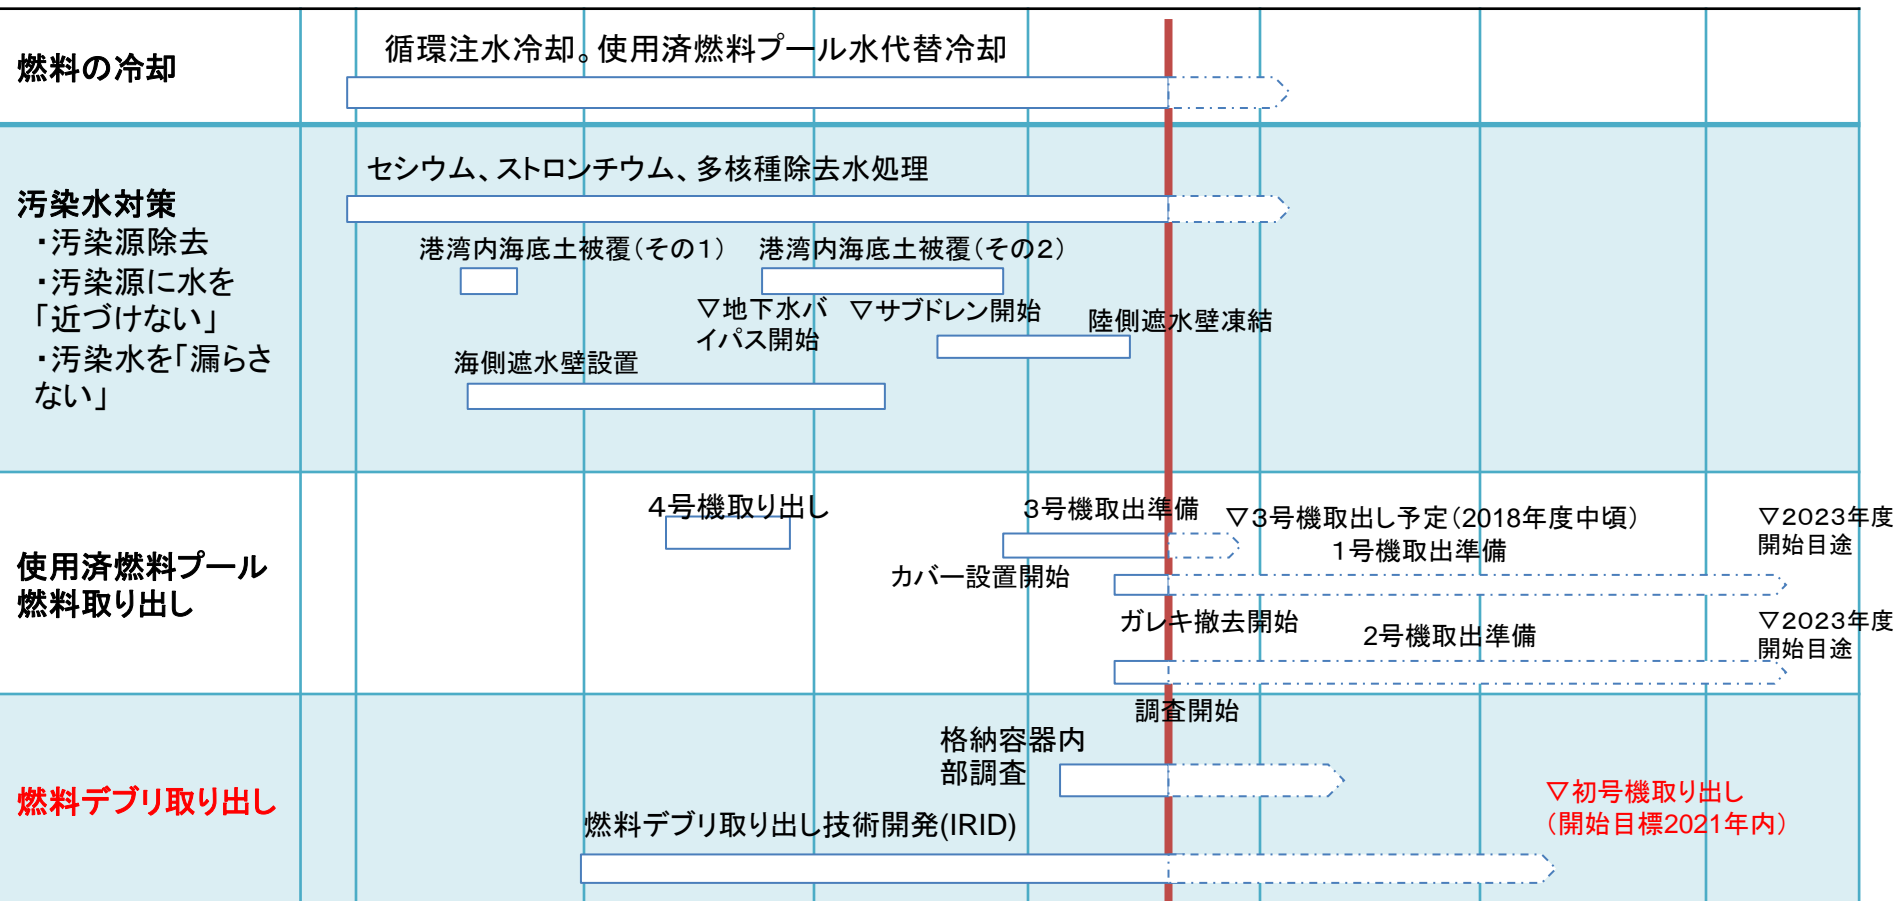 燃料の冷却
循環注水冷却。使用済燃料プール水代替冷却
汚染水対策
・汚染源除去
・汚染源に水を
「近づけない」
・汚染水を「漏らさ
ない」
セシウム、ストロンチウム、多核種除去水処理
港湾内海底土被覆(その1)
港湾内海底土被覆(その2)
▽地下水バ
イパス開始
▽サブドレン開始
陸側遮水壁凍結
海側遮水壁設置
使用済燃料プール
燃料取り出し
4号機取り出し
3号機取出準備
▽3号機取出し予定(2018年度中頃)
カバー設置開始
1号機取出準備
▽2023年度
開始目途
ガレキ撤去開始
2号機取出準備
▽2023年度
開始目途
調査開始
燃料デブリ取り出し
格納容器内
部調査
燃料デブリ取り出し技術開発(IRID)
▽初号機取り出し
(開始目標2021年内)